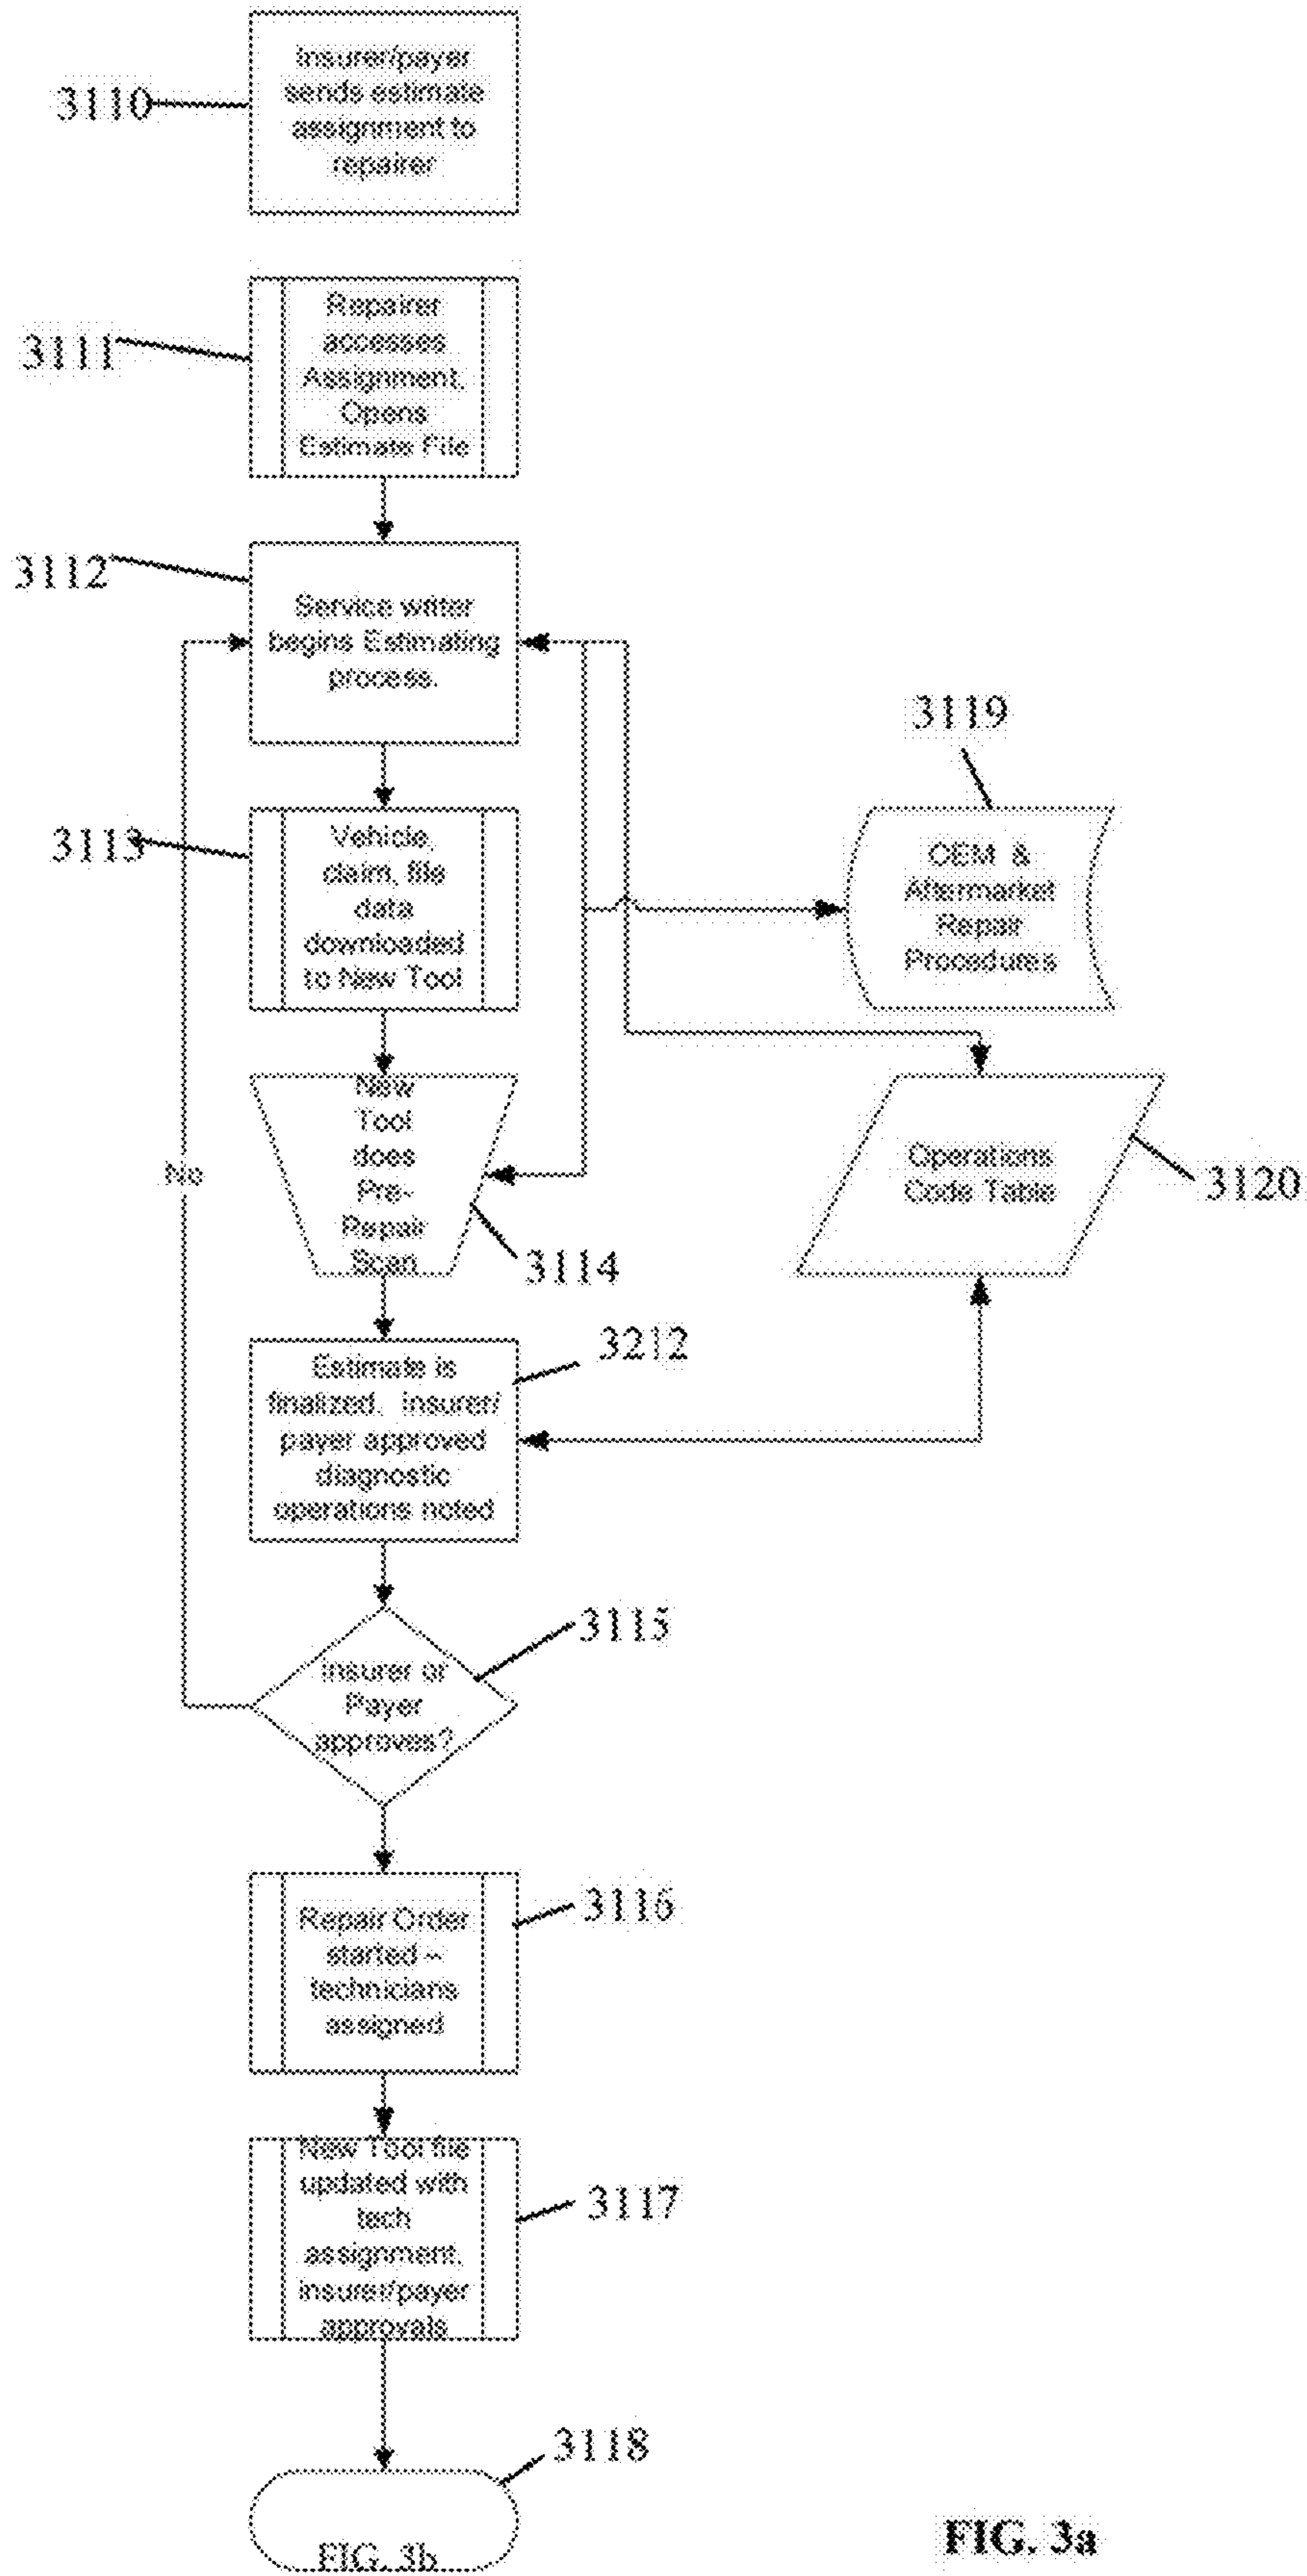 3110
Insurer/payer
sends estimate
assignment to
repairer
3111
Repairer
accesses
Assignment,
Opens
Estimate File
3112
Service writer
begins Estimating
process.
3119
OEM &
Aftermarket
Repair
Procedures
3113
Vehicle,
claim, file
data
downloaded
to New Tool
No
New
Tool
does
Pre-
Repair
Scan
3114
Operations
Code Table
3120
3212
Estimate is
finalized. Insurer/
payer approved
diagnostic
operations noted
3115
Insurer or
Payer
approves?
3116
Repair Order
started –
technicians
assigned
3117
New Tool file
updated with
tech
assignment,
insurer/payer
approvals
3118
FIG. 3b
FIG. 3a